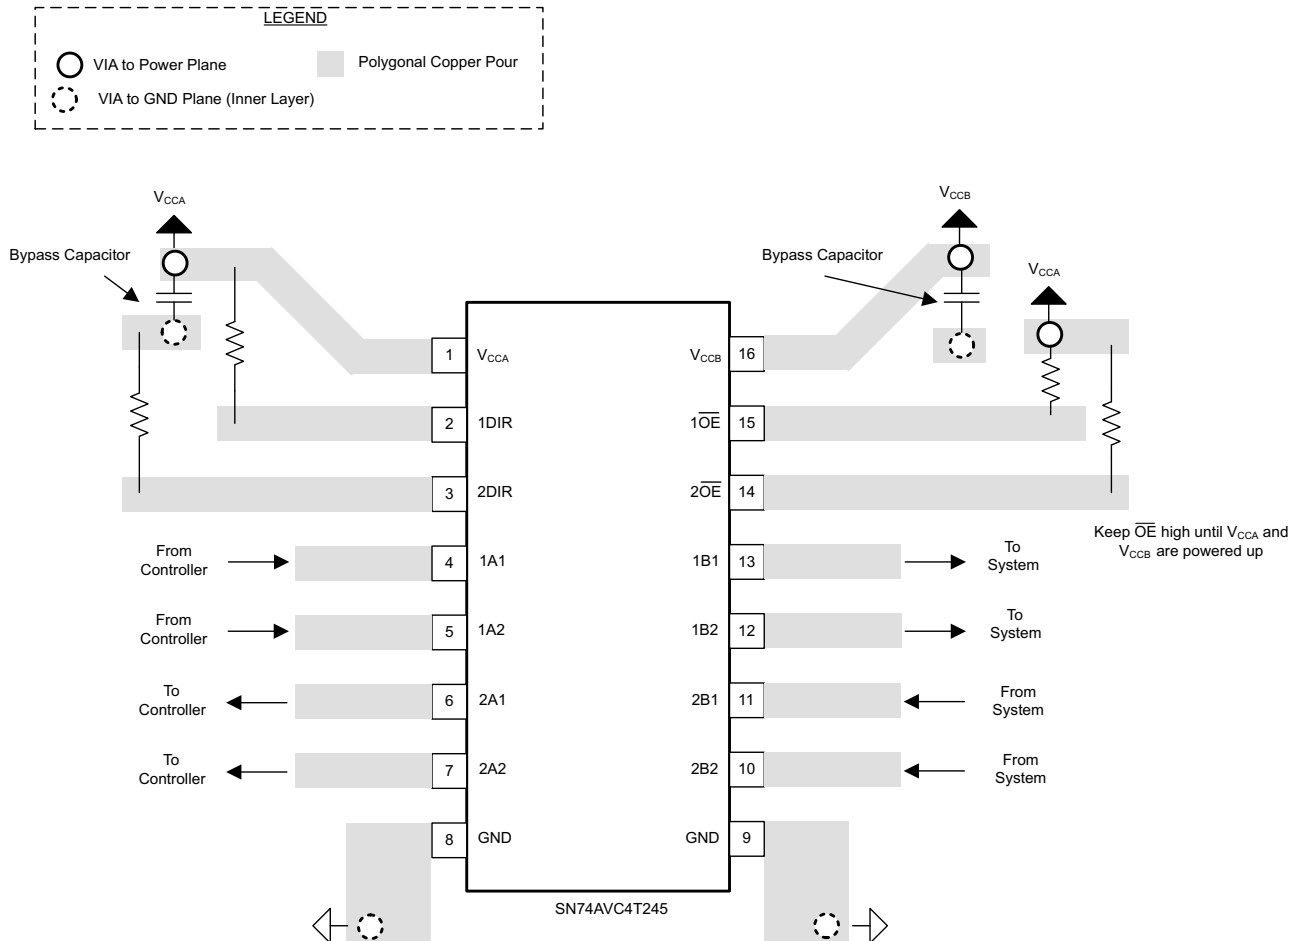 LEGEND
VIA to Power Plane
Polygonal Copper Pour
VIA to GND Plane (Inner Layer)
VCCA
Bypass Capacitor
VCCB
Bypass Capacitor
VCCA
1 VCCA
VCCB 16
2 1DIR
1OE 15
3 2DIR
2OE 14
Keep OE high until VCCA and
VCCB are powered up
From
Controller
4 1A1
1B1 13
To
System
From
Controller
5 1A2
1B2 12
To
System
To
Controller
6 2A1
2B1 11
From
System
To
Controller
7 2A2
2B2 10
From
System
8 GND
GND 9
SN74AVC4T245